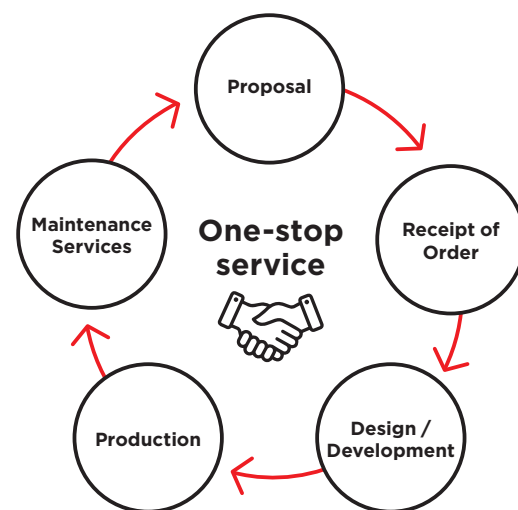 Proposal
Receipt of
Order
Design /
Development
Production
Maintenance
Services
One-stop
service